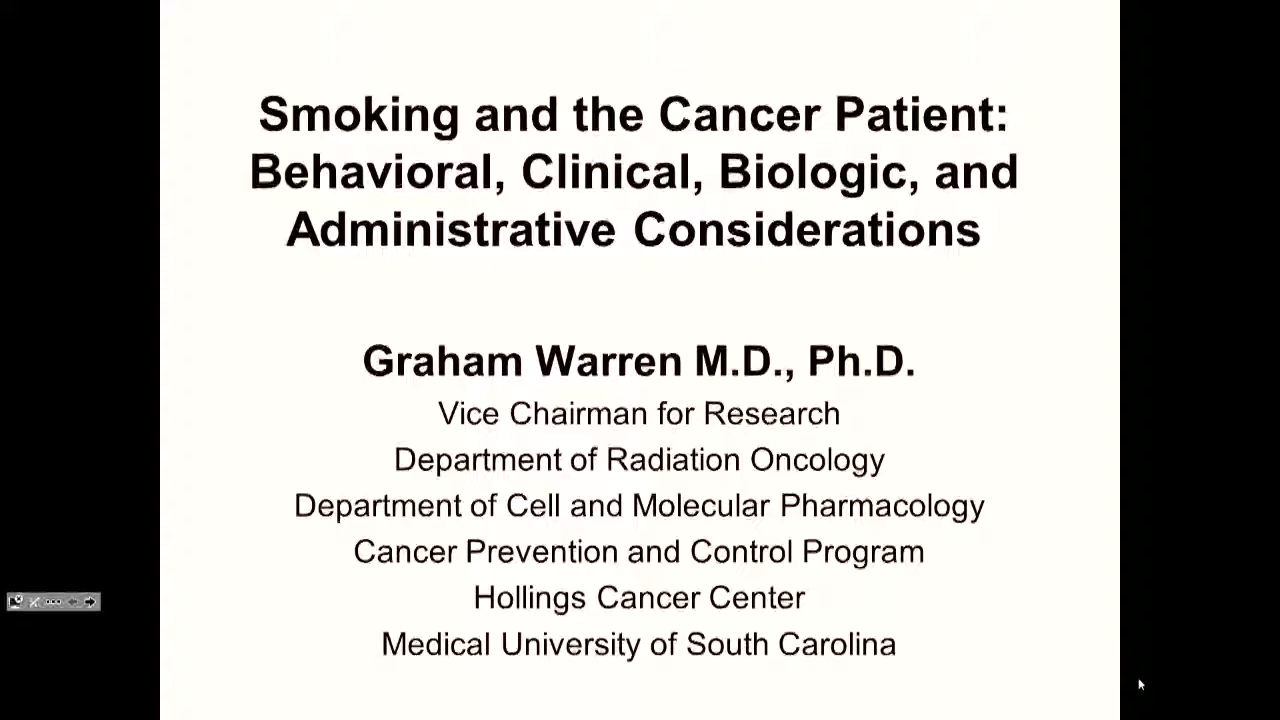 Smoking and the Cancer Patient:
Behavioral, Clinical, Biologic, and
Administrative Considerations
Graham Warren M.D., Ph.D.
Vice Chairman for Research
Department of Radiation Oncology
Department of Cell and Molecular Pharmacology
Cancer Prevention and Control Program
Hollings Cancer Center
Medical University of South Carolina